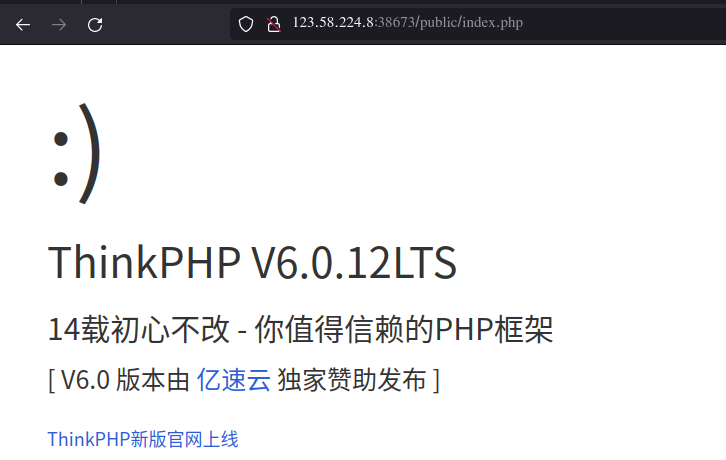 123.58.224.8:38673/public/index.php
:)
ThinkPHP V6.0.12LTS
14载初心不改 - 你值得信赖的PHP框架
[ V6.0 版本由 亿速云 独家赞助发布 ]
ThinkPHP新版官网上线